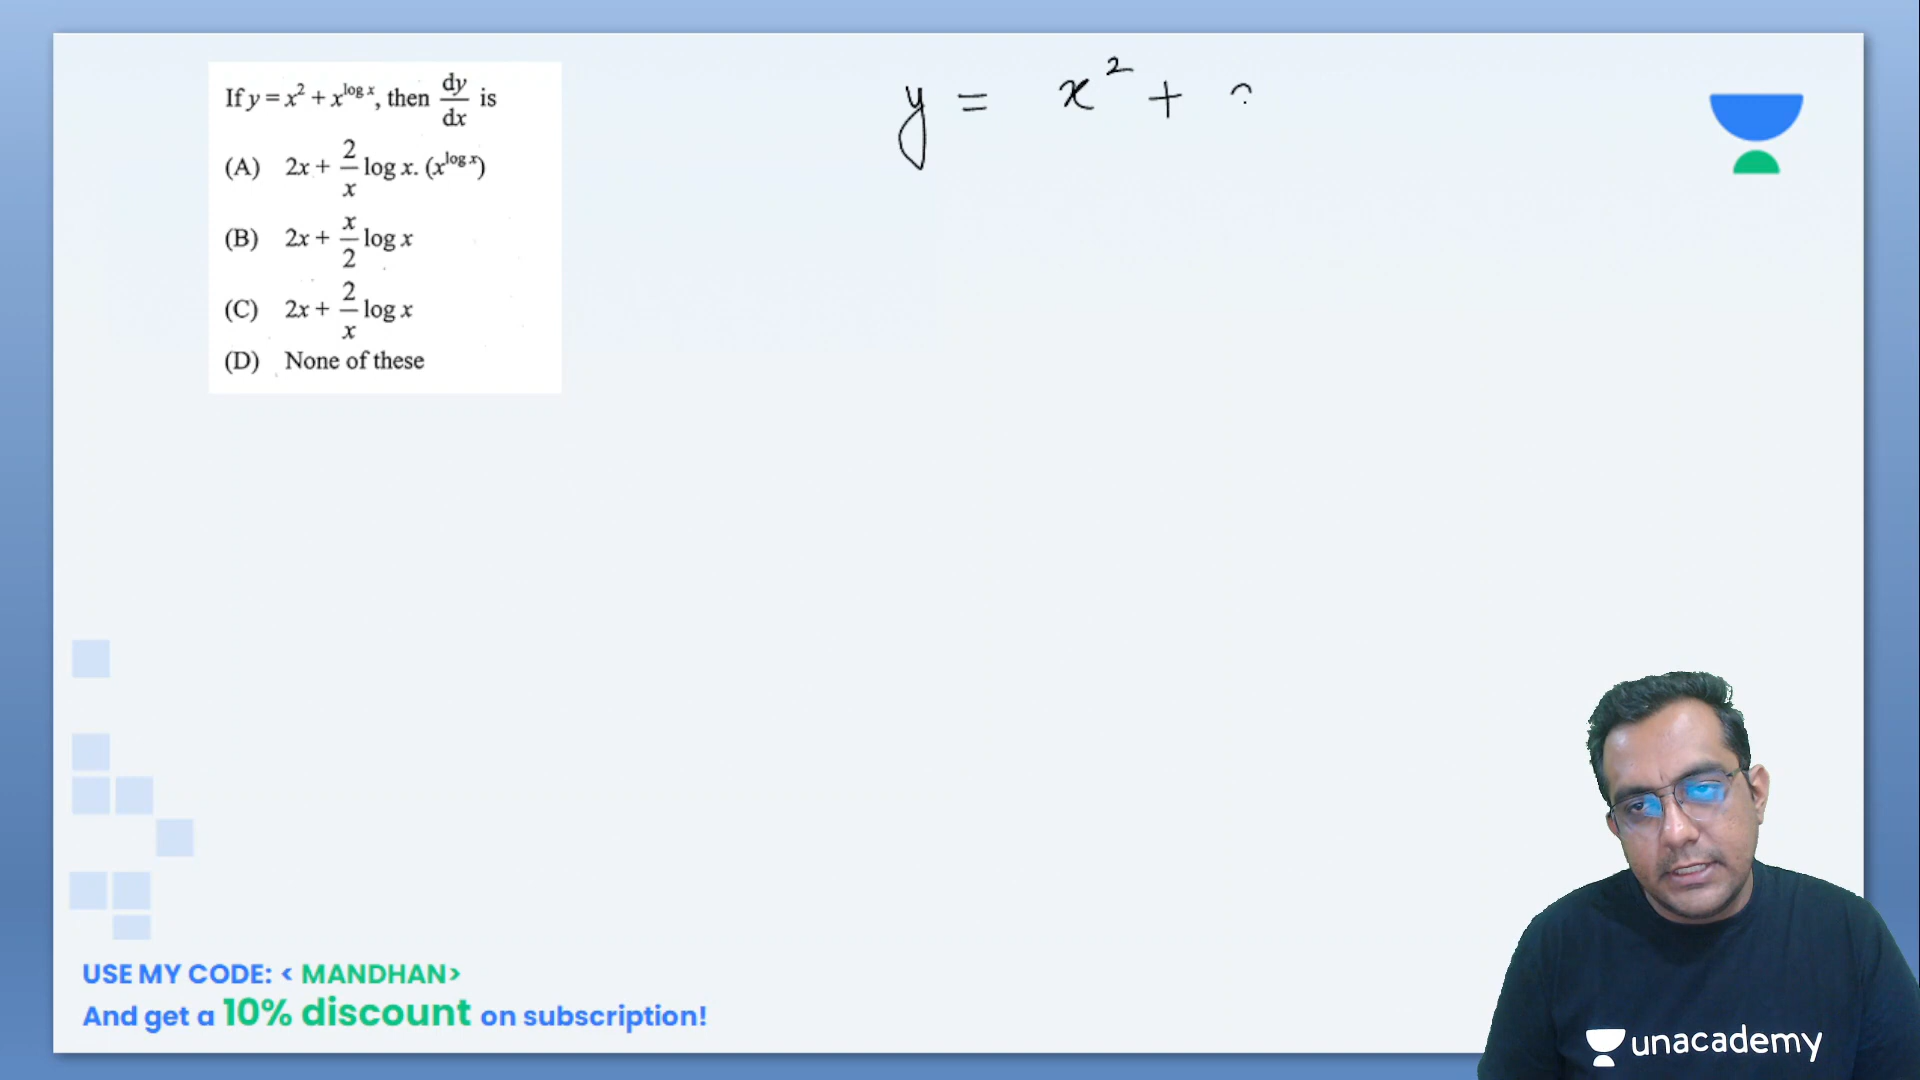 If y = x² + x^(log x), then dy/dx is
(A) 2x + 2/x log x. (x^(log x))
(B) 2x + x/2 log x
(C) 2x + 2/x log x
(D) None of these
y = x² +
USE MY CODE: < MANDHAN>
And get a 10% discount on subscription!
unacademy